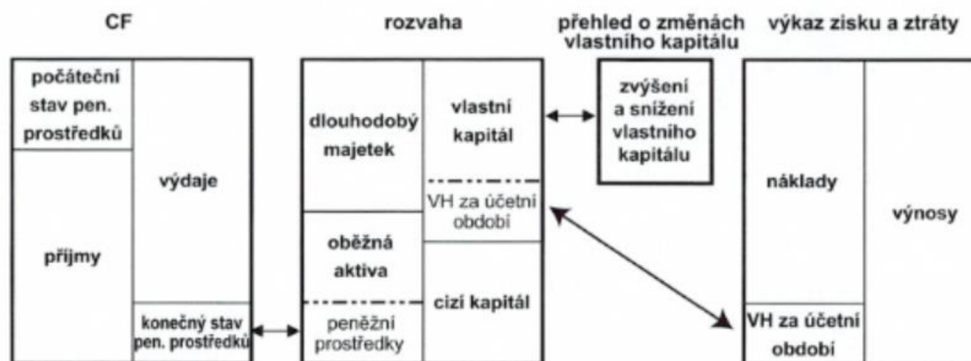 CF
rozvaha
přehled o změnách
vlastního kapitálu
výkaz zisku a ztráty
počáteční
stav pen.
prostředků
příjmy
výdaje
konečný stav
pen. prostředků
dlouhodobý
majetek
oběžná
aktiva
peněžní
prostředky
vlastní
kapitál
VH za účetní
období
cizí kapitál
zvýšení
a snížení
vlastního
kapitálu
náklady
VH za účetní
období
výnosy